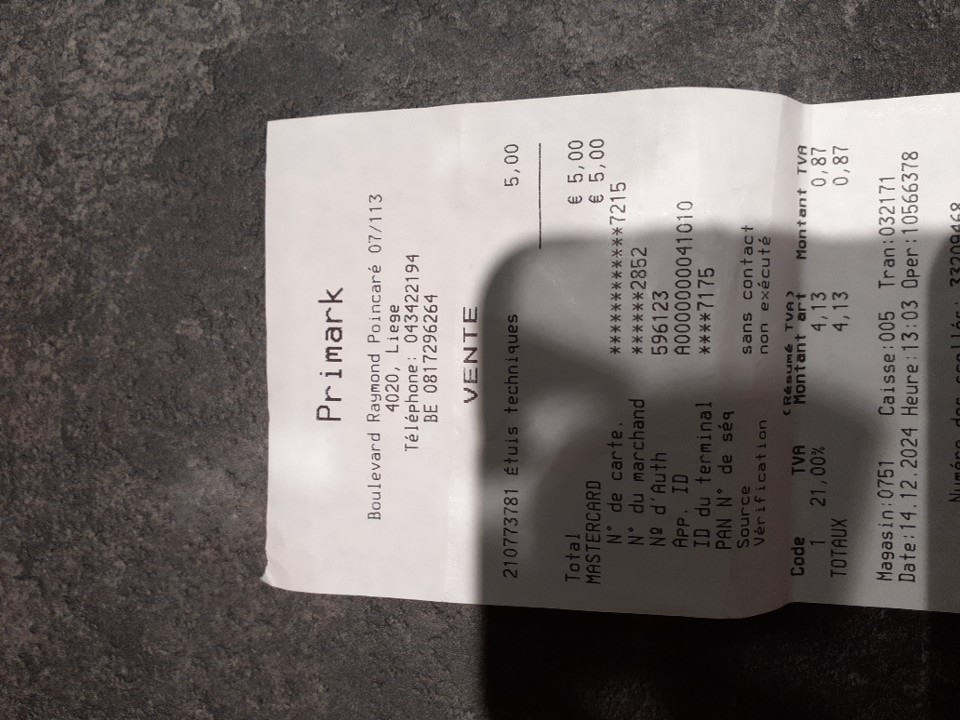 Primark
Boulevard Raymond Poincaré 07/113
4020, Liege
Téléphone: 043422194
BE 0817296264
VENTE
210773781 Étuis techniques 5,00
Total € 5,00
MASTERCARD € 5,00
N° de carte. ************7215
N° du marchand ******2852
Nº d'Auth 596123
APP. ID A0000000041010
ID du terminal ****7175
PAN N° de séq
Source sans contact
Vérification non exécuté
(Résumé TVA)
Code TVA Montant art Montant TVA
1 21,00% 4,13 0,87
TOTAUX 4,13 0,87
Magasin:0751 Caisse:005 Tran:032171
Date:14.12.2024 Heure:13:03 Oper:10566378